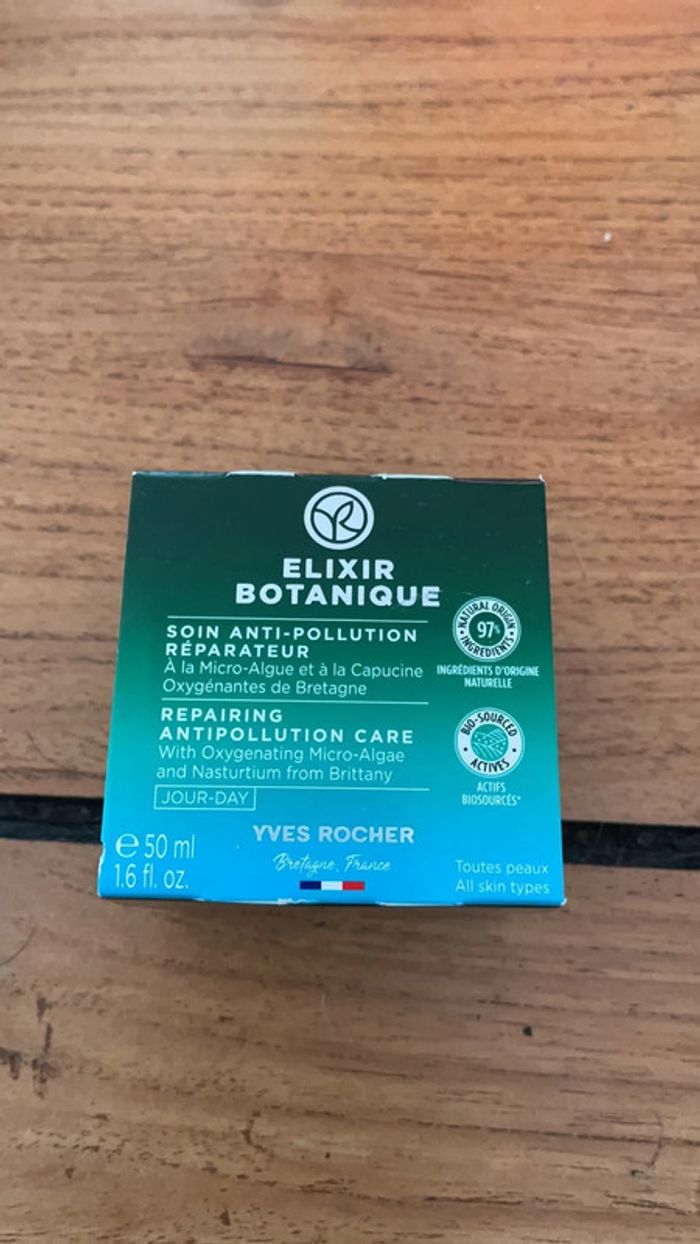 ELIXIR
BOTANIQUE
SOIN ANTI-POLLUTION
RÉPARATEUR
À la Micro-Algue et à la Capucine
Oxygénantes de Bretagne
REPAIRING
ANTIPOLLUTION CARE
With Oxygenating Micro-Algae
and Nasturtium from Brittany
JOUR-DAY
NATURAL ORIGIN
97%
INGREDIENTS
INGRÉDIENTS D'ORIGINE
NATURELLE
BIO-SOURCED
ACTIVES
ACTIFS
BIOSOURCÉS*
YVES ROCHER
Bretagne, France
℮ 50 ml
1.6 fl. oz.
Toutes peaux
All skin types